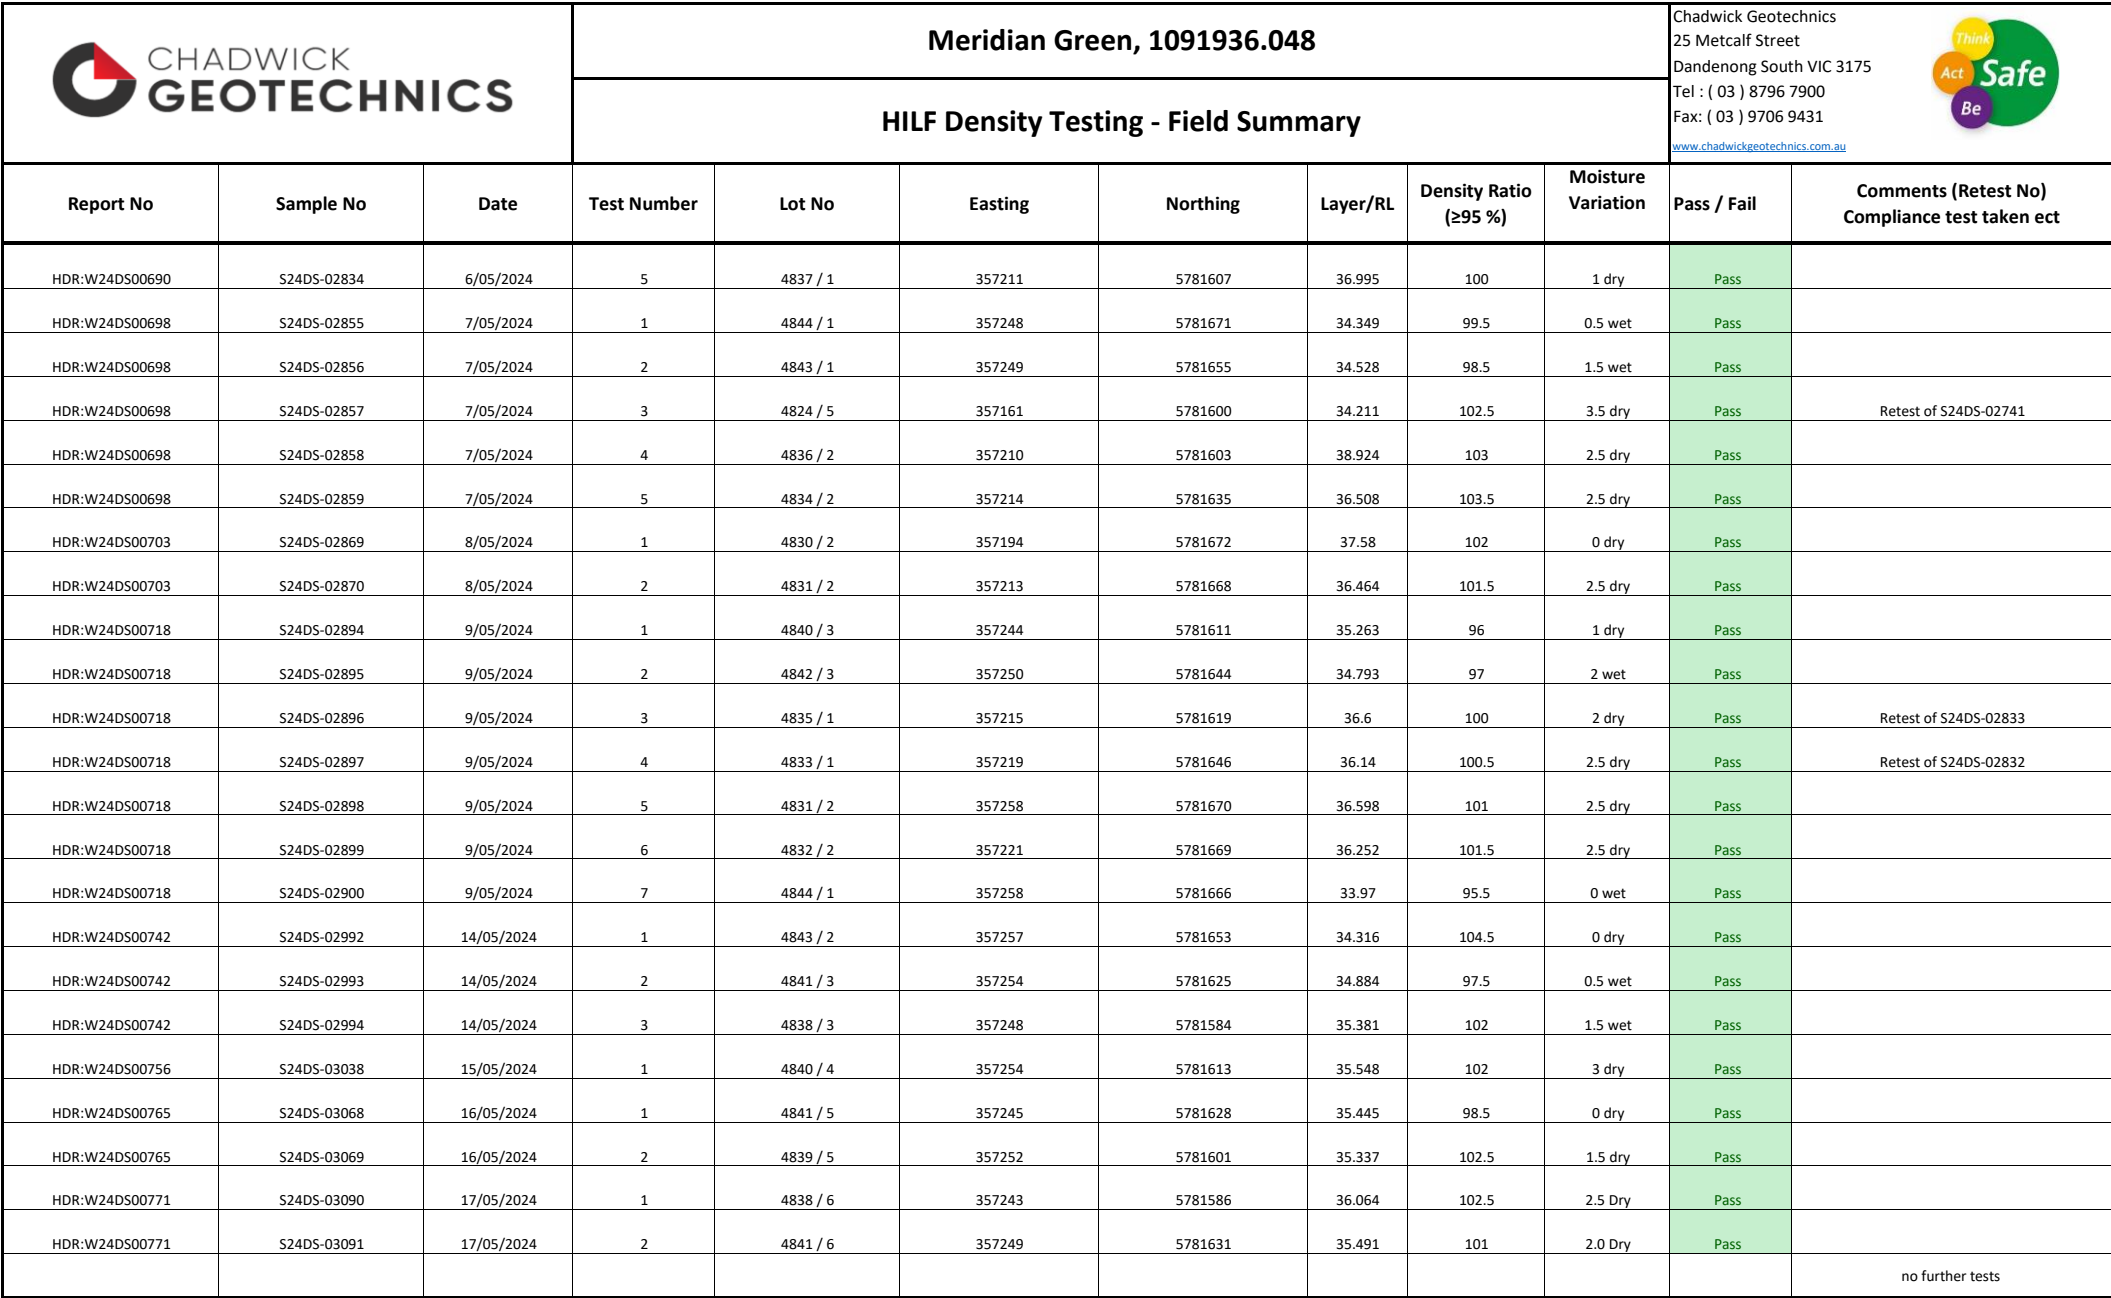 CHADWICK
GEOTECHNICS
Meridian Green, 1091936.048
HILF Density Testing - Field Summary
Chadwick Geotechnics
25 Metcalf Street
Dandenong South VIC 3175
Tel : ( 03 ) 8796 7900
Fax: ( 03 ) 9706 9431
www.chadwickgeotechnics.com.au
Think
Act
Safe
Be
Report No Sample No Date Test Number Lot No Easting Northing Layer/RL Density Ratio (≥95 %) Moisture Variation Pass / Fail Comments (Retest No) Compliance test taken ect
HDR:W24DS00690 S24DS-02834 6/05/2024 5 4837 / 1 357211 5781607 36.995 100 1 dry Pass
HDR:W24DS00698 S24DS-02855 7/05/2024 1 4844 / 1 357248 5781671 34.349 99.5 0.5 wet Pass
HDR:W24DS00698 S24DS-02856 7/05/2024 2 4843 / 1 357249 5781655 34.528 98.5 1.5 wet Pass
HDR:W24DS00698 S24DS-02857 7/05/2024 3 4824 / 5 357161 5781600 34.211 102.5 3.5 dry Pass Retest of S24DS-02741
HDR:W24DS00698 S24DS-02858 7/05/2024 4 4836 / 2 357210 5781603 38.924 103 2.5 dry Pass
HDR:W24DS00698 S24DS-02859 7/05/2024 5 4834 / 2 357214 5781635 36.508 103.5 2.5 dry Pass
HDR:W24DS00703 S24DS-02869 8/05/2024 1 4830 / 2 357194 5781672 37.58 102 0 dry Pass
HDR:W24DS00703 S24DS-02870 8/05/2024 2 4831 / 2 357213 5781668 36.464 101.5 2.5 dry Pass
HDR:W24DS00718 S24DS-02894 9/05/2024 1 4840 / 3 357244 5781611 35.263 96 1 dry Pass
HDR:W24DS00718 S24DS-02895 9/05/2024 2 4842 / 3 357250 5781644 34.793 97 2 wet Pass
HDR:W24DS00718 S24DS-02896 9/05/2024 3 4835 / 1 357215 5781619 36.6 100 2 dry Pass Retest of S24DS-02833
HDR:W24DS00718 S24DS-02897 9/05/2024 4 4833 / 1 357219 5781646 36.14 100.5 2.5 dry Pass Retest of S24DS-02832
HDR:W24DS00718 S24DS-02898 9/05/2024 5 4831 / 2 357258 5781670 36.598 101 2.5 dry Pass
HDR:W24DS00718 S24DS-02899 9/05/2024 6 4832 / 2 357221 5781669 36.252 101.5 2.5 dry Pass
HDR:W24DS00718 S24DS-02900 9/05/2024 7 4844 / 1 357258 5781666 33.97 95.5 0 wet Pass
HDR:W24DS00742 S24DS-02992 14/05/2024 1 4843 / 2 357257 5781653 34.316 104.5 0 dry Pass
HDR:W24DS00742 S24DS-02993 14/05/2024 2 4841 / 3 357254 5781625 34.884 97.5 0.5 wet Pass
HDR:W24DS00742 S24DS-02994 14/05/2024 3 4838 / 3 357248 5781584 35.381 102 1.5 wet Pass
HDR:W24DS00756 S24DS-03038 15/05/2024 1 4840 / 4 357254 5781613 35.548 102 3 dry Pass
HDR:W24DS00765 S24DS-03068 16/05/2024 1 4841 / 5 357245 5781628 35.445 98.5 0 dry Pass
HDR:W24DS00765 S24DS-03069 16/05/2024 2 4839 / 5 357252 5781601 35.337 102.5 1.5 dry Pass
HDR:W24DS00771 S24DS-03090 17/05/2024 1 4838 / 6 357243 5781586 36.064 102.5 2.5 Dry Pass
HDR:W24DS00771 S24DS-03091 17/05/2024 2 4841 / 6 357249 5781631 35.491 101 2.0 Dry Pass
no further tests